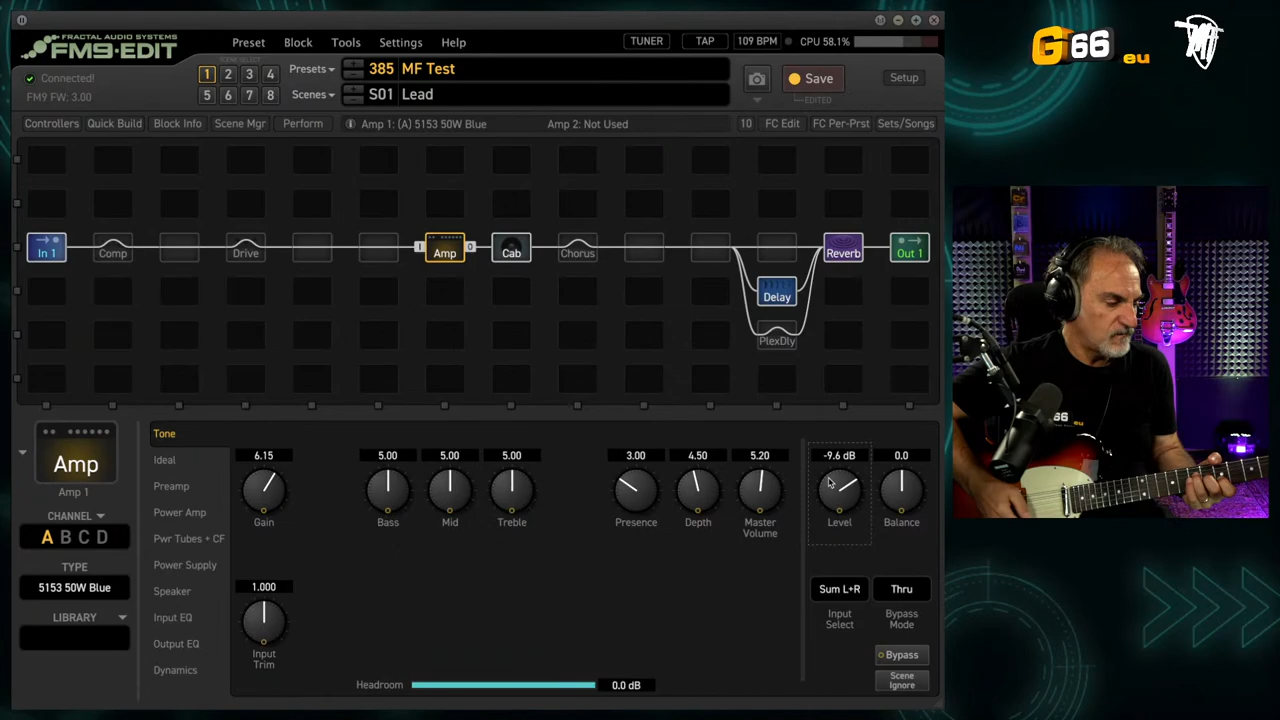 FRACTAL AUDIO SYSTEMS
FM9-EDIT
Preset Block Tools Settings Help
TUNER TAP 109 BPM CPU 58.1%
Connected!
FM9 FW: 3.00
SCENE SELECT
1 2 3 4
5 6 7 8
Presets 385 MF Test
Scenes S01 Lead
Save
EDITED
Setup
Controllers Quick Build Block Info Scene Mgr Perform Amp 1: (A) 5153 50W Blue Amp 2: Not Used 10 FC Edit FC Per-Prst Sets/Songs
In 1 Comp Drive I Amp O Cab Chorus Reverb Out 1
Delay
PlexDly
Amp
Amp 1
CHANNEL
A B C D
TYPE
5153 50W Blue
LIBRARY
Tone
Ideal
Preamp
Power Amp
Pwr Tubes + CF
Power Supply
Speaker
Input EQ
Output EQ
Dynamics
6.15 5.00 5.00 5.00 3.00 4.50 5.20 -9.6 dB 0.0
Gain Bass Mid Treble Presence Depth Master Volume Level Balance
1.000
Input
Trim
Sum L+R Thru
Input
Select
Bypass
Mode
Bypass
Scene
Ignore
Headroom 0.0 dB
G66
eu
G66
eu